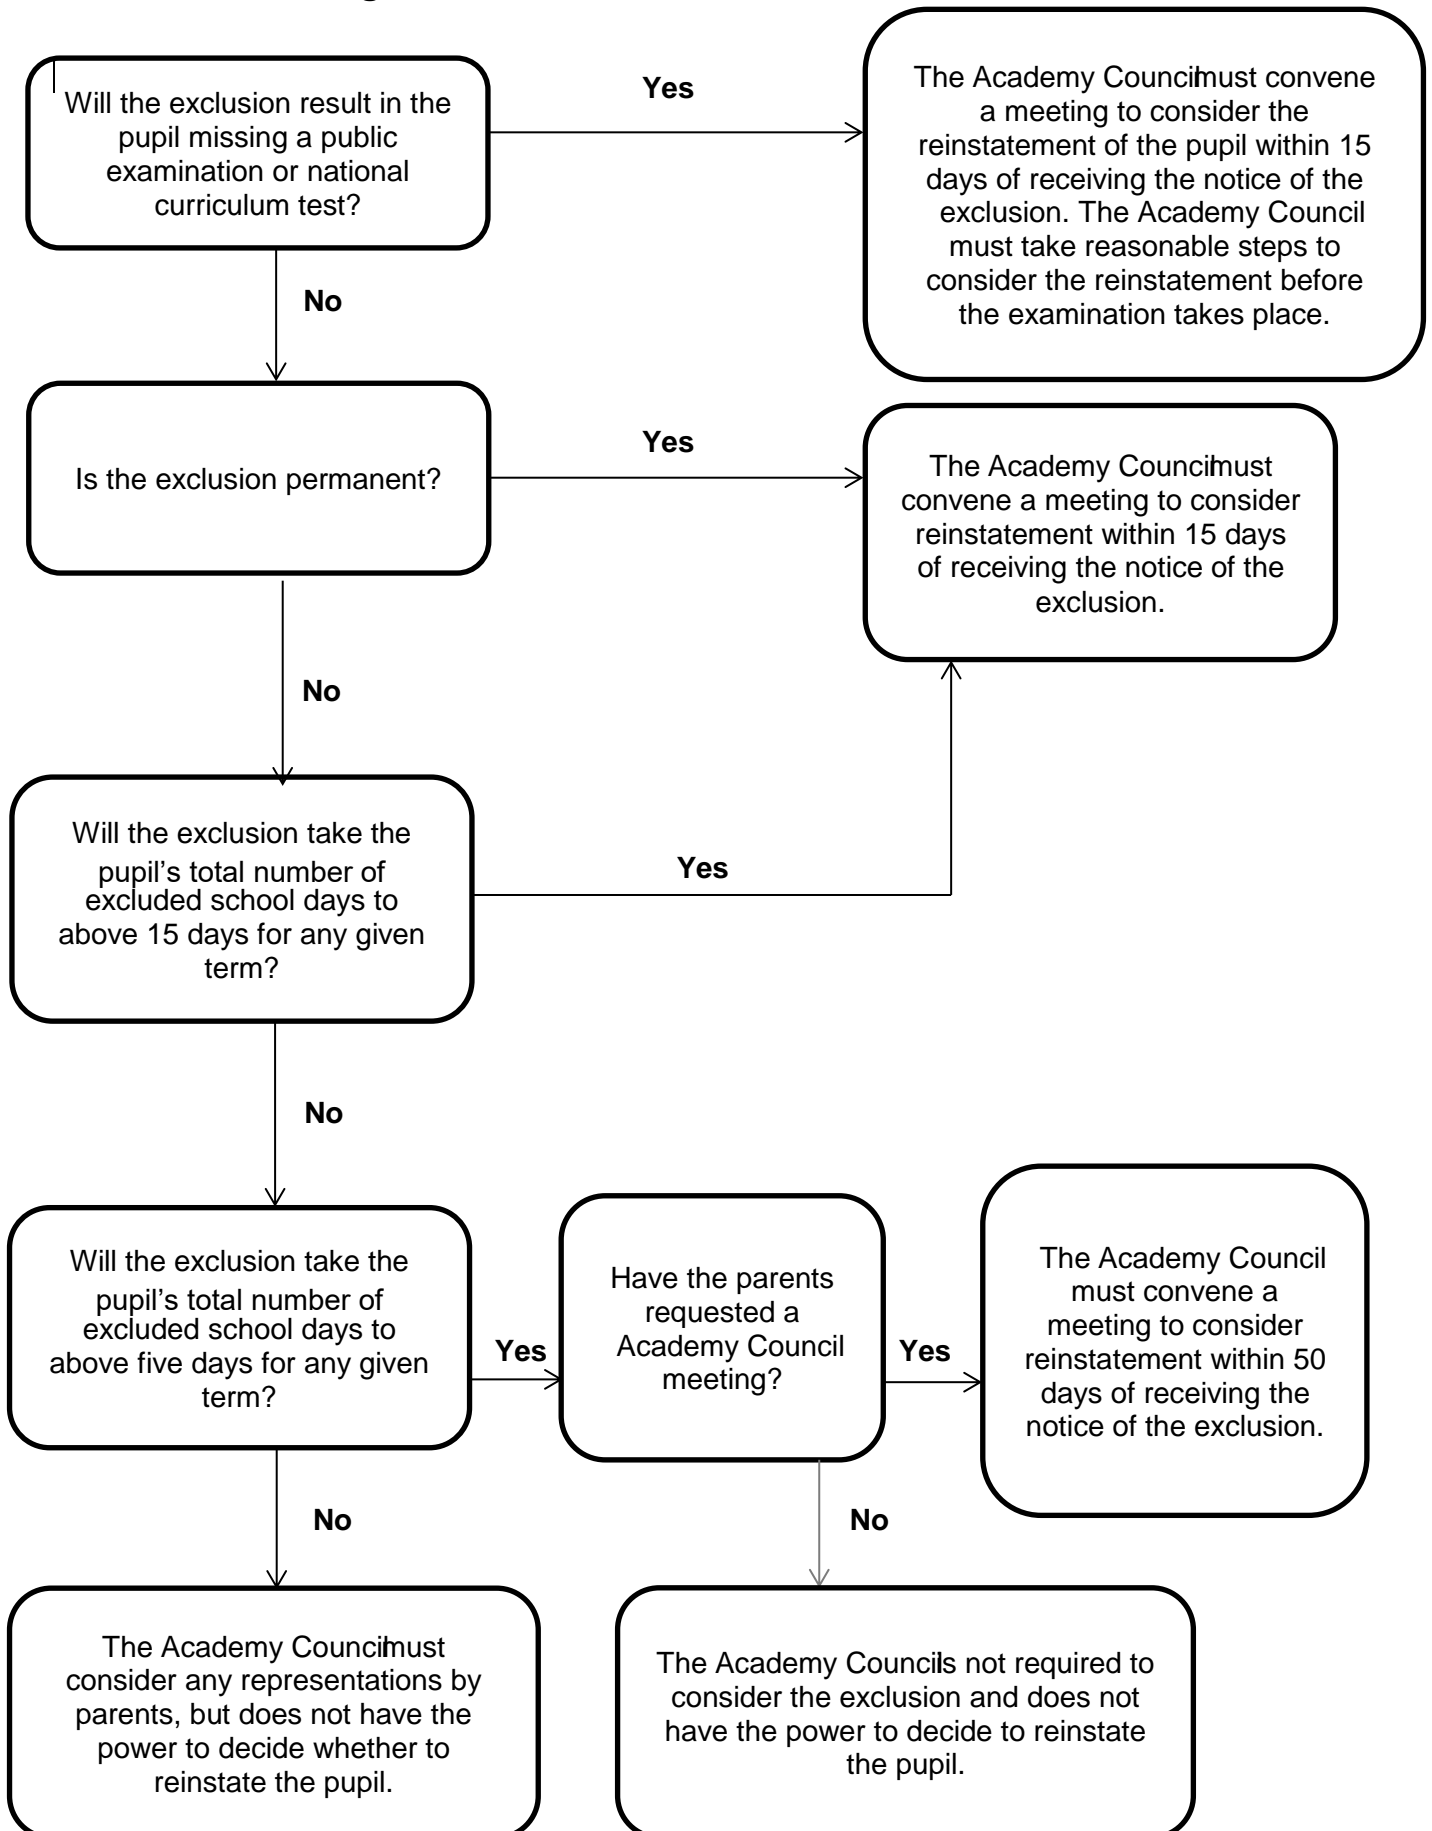 Will the exclusion result in the
pupil missing a public
examination or national
curriculum test?
Yes
The Academy Council must convene
a meeting to consider the
reinstatement of the pupil within 15
days of receiving the notice of the
exclusion. The Academy Council
must take reasonable steps to
consider the reinstatement before
the examination takes place.
No
Is the exclusion permanent?
Yes
The Academy Council must
convene a meeting to consider
reinstatement within 15 days
of receiving the notice of the
exclusion.
No
Will the exclusion take the
pupil’s total number of
excluded school days to
above 15 days for any given
term?
Yes
No
Will the exclusion take the
pupil’s total number of
excluded school days to
above five days for any given
term?
Yes
Have the parents
requested a
Academy Council
meeting?
Yes
The Academy Council
must convene a
meeting to consider
reinstatement within 50
days of receiving the
notice of the exclusion.
No
No
The Academy Council must
consider any representations by
parents, but does not have the
power to decide whether to
reinstate the pupil.
The Academy Council is not required to
consider the exclusion and does not
have the power to decide to reinstate
the pupil.